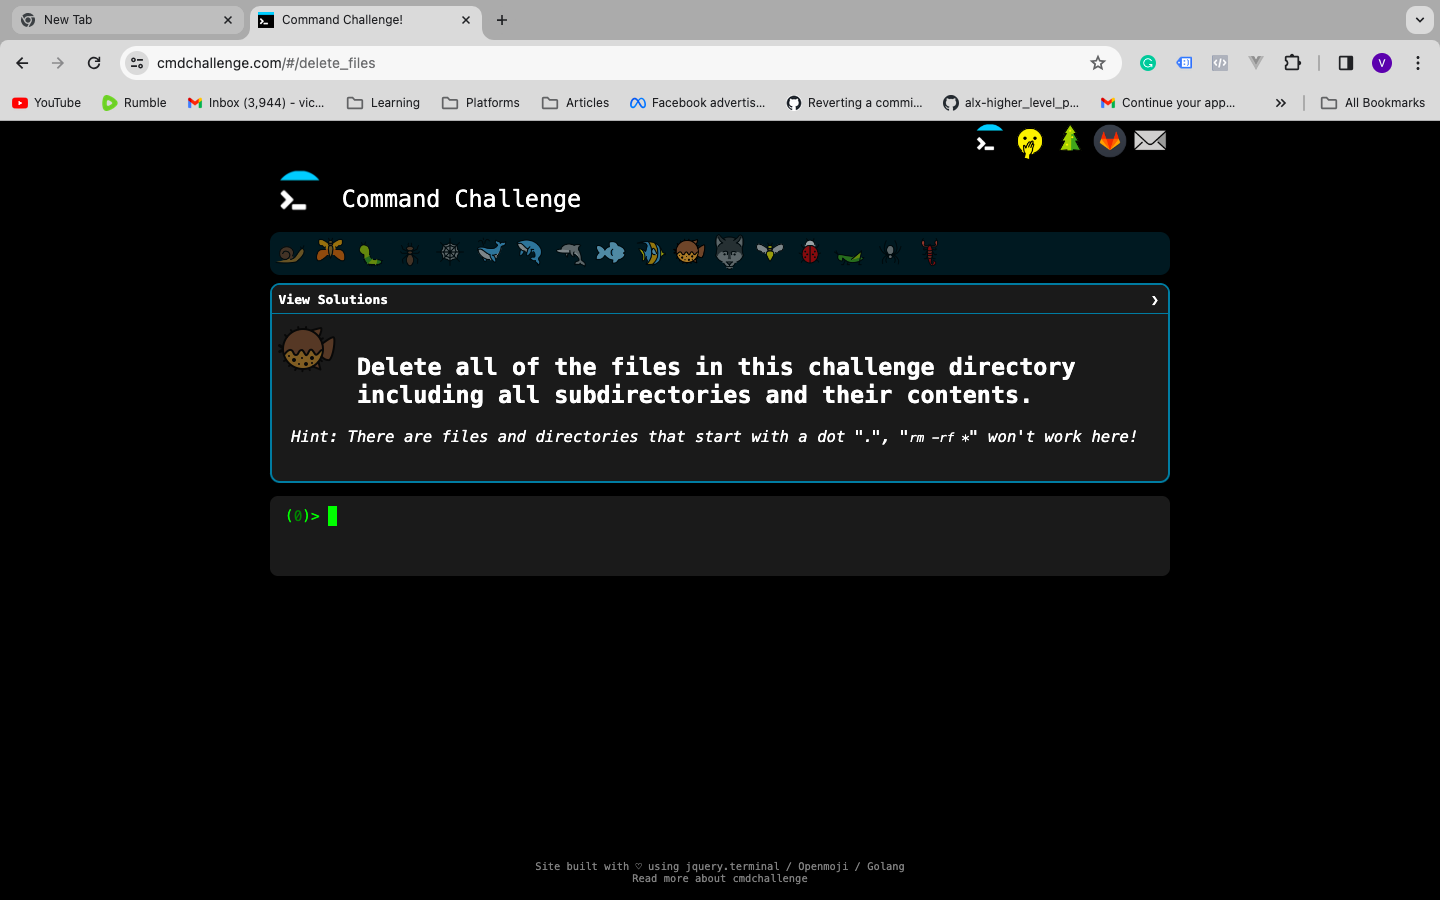 New Tab
Command Challenge!
cmdchallenge.com/#/delete_files
V
YouTube
Rumble
Inbox (3,944) - vic...
Learning
Platforms
Articles
Facebook advertis...
Reverting a commi...
alx-higher_level_p...
Continue your app...
All Bookmarks
Command Challenge
View Solutions
Delete all of the files in this challenge directory
including all subdirectories and their contents.
Hint: There are files and directories that start with a dot ".", "rm -rf *" won't work here!
(0)>
Site built with ♡ using jquery.terminal / Openmoji / Golang
Read more about cmdchallenge